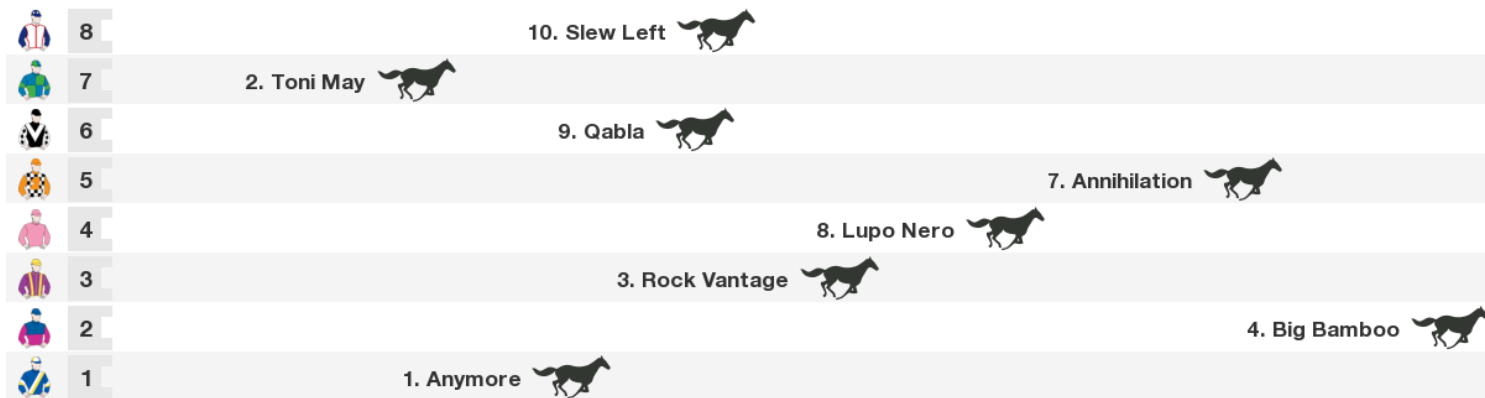 8 10. Slew Left
7 2. Toni May
6 9. Qabla
5 7. Annihilation
4 8. Lupo Nero
3 3. Rock Vantage
2 4. Big Bamboo
1 1. Anymore